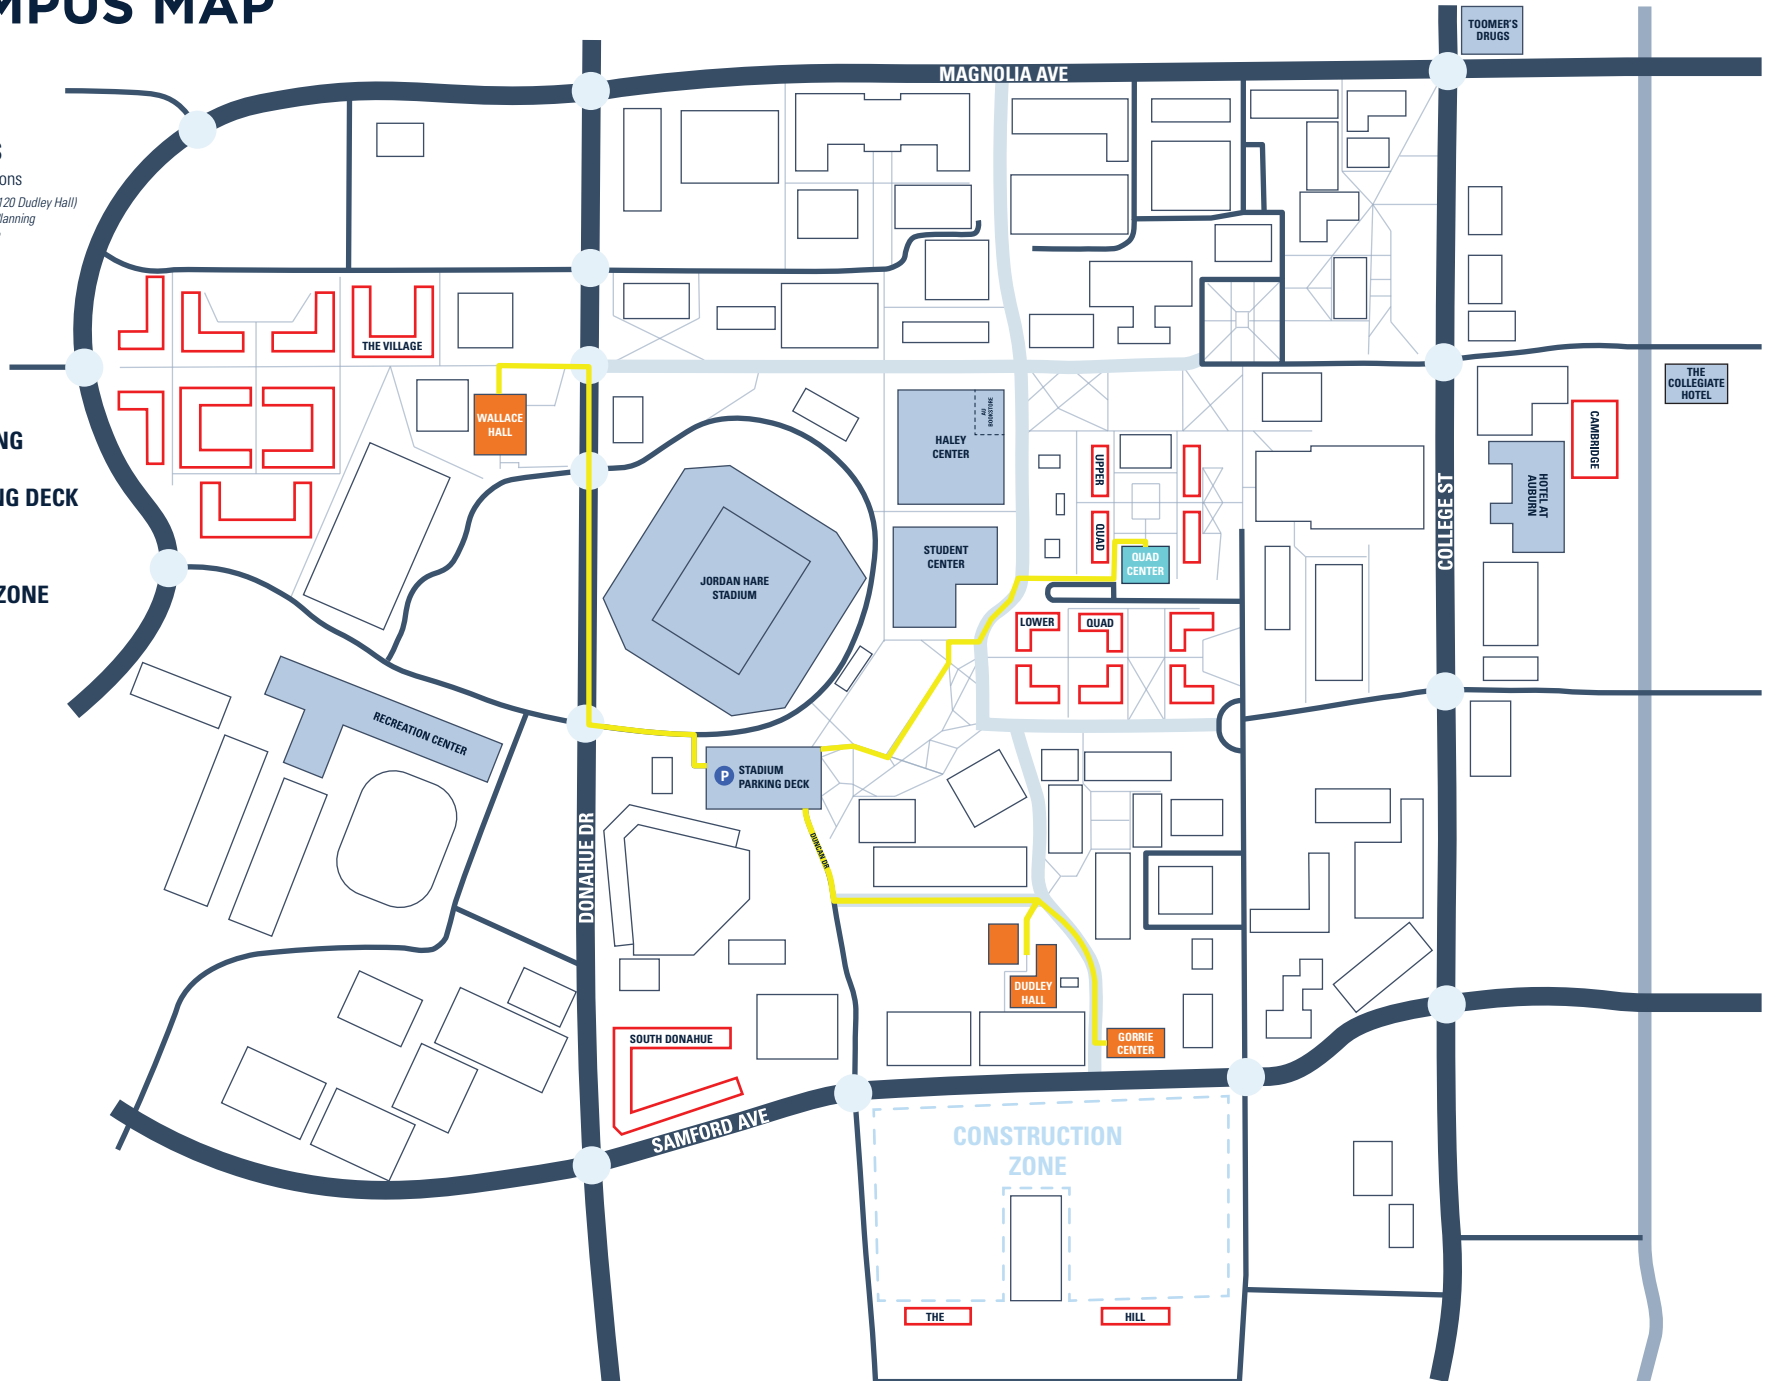 MPUS MAP
S
ons
120 Dudley Hall)
lanning
NG
NG DECK
ZONE
TOOMER'S
DRUGS
MAGNOLIA AVE
THE VILLAGE
WALLACE
HALL
HALEY
CENTER
AU
BOOKSTORE
THE
COLLEGIATE
HOTEL
CAMBRIDGE
HOTEL AT
AUBURN
COLLEGE ST
UPPER
QUAD
QUAD
CENTER
STUDENT
CENTER
JORDAN HARE
STADIUM
LOWER
QUAD
RECREATION CENTER
P
STADIUM
PARKING DECK
DUNCAN DR
DONAHUE DR
DUDLEY
HALL
GORRIE
CENTER
SOUTH DONAHUE
SAMFORD AVE
CONSTRUCTION
ZONE
THE
HILL